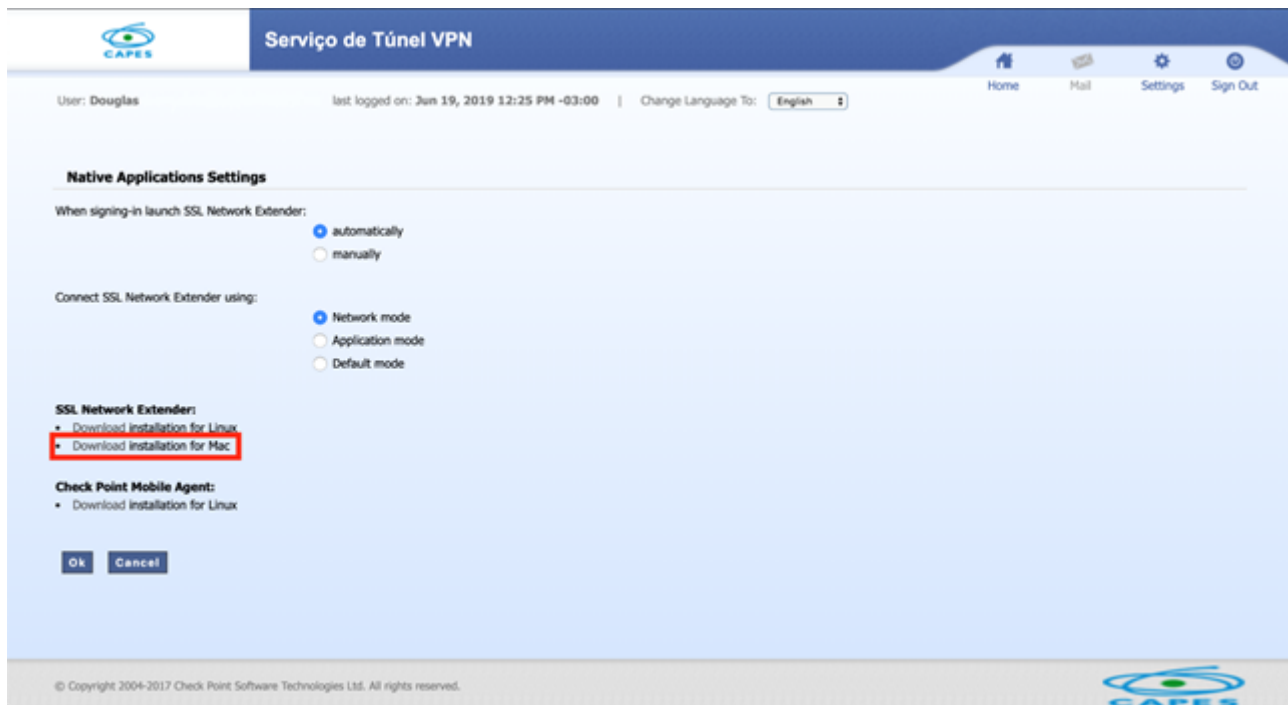 CAPES
Serviço de Túnel VPN
Home Mail Settings Sign Out
User: Douglas last logged on: Jun 19, 2019 12:25 PM -03:00 | Change Language To: English
Native Applications Settings
When signing-in launch SSL Network Extender:
automatically
manually
Connect SSL Network Extender using:
Network mode
Application mode
Default mode
SSL Network Extender:
• Download installation for Linux
• Download installation for Mac
Check Point Mobile Agent:
• Download installation for Linux
Ok Cancel
© Copyright 2004-2017 Check Point Software Technologies Ltd. All rights reserved.
CAPES